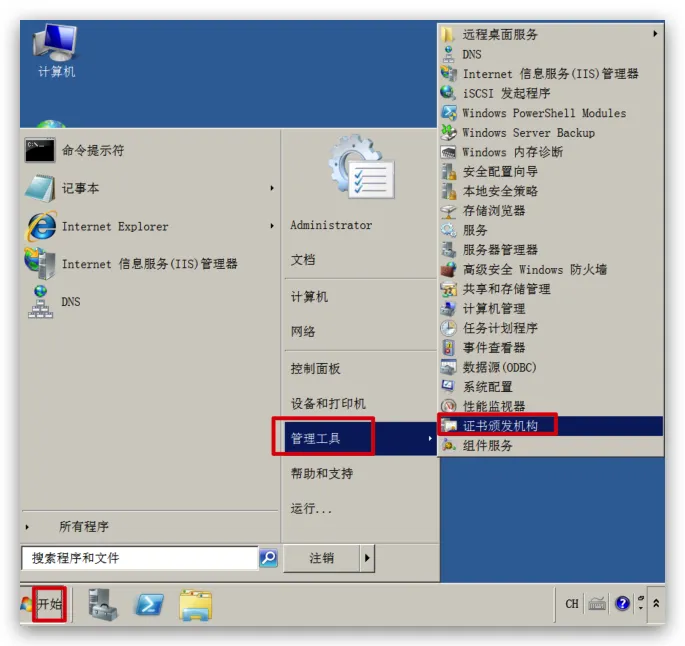 计算机
命令提示符
记事本
Internet Explorer
Internet 信息服务(IIS)管理器
DNS
所有程序
搜索程序和文件
Administrator
文档
计算机
网络
控制面板
设备和打印机
管理工具
帮助和支持
运行...
注销
远程桌面服务
DNS
Internet 信息服务(IIS)管理器
iSCSI 发起程序
Windows PowerShell Modules
Windows Server Backup
Windows 内存诊断
安全配置向导
本地安全策略
存储浏览器
服务
服务器管理器
高级安全 Windows 防火墙
共享和存储管理
计算机管理
任务计划程序
事件查看器
数据源(ODBC)
系统配置
性能监视器
证书颁发机构
组件服务
开始
CH